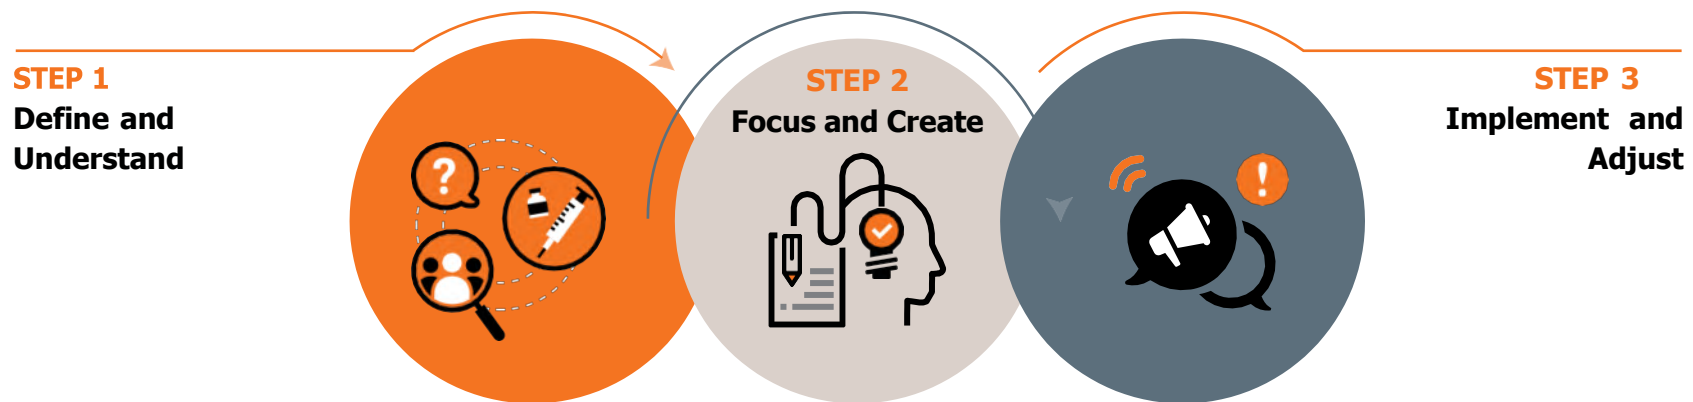 STEP 1
Define and
Understand
?
STEP 2
Focus and Create
!
STEP 3
Implement and
Adjust